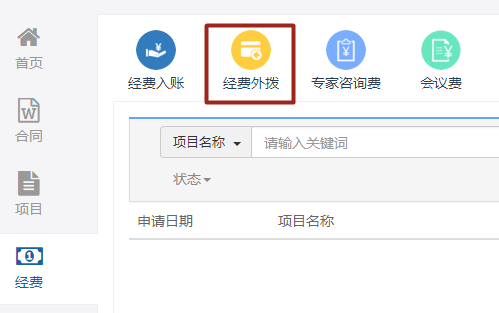 首页
合同
项目
经费
经费入账
经费外拨
专家咨询费
会议费
项目名称 请输入关键词
状态
申请日期 项目名称